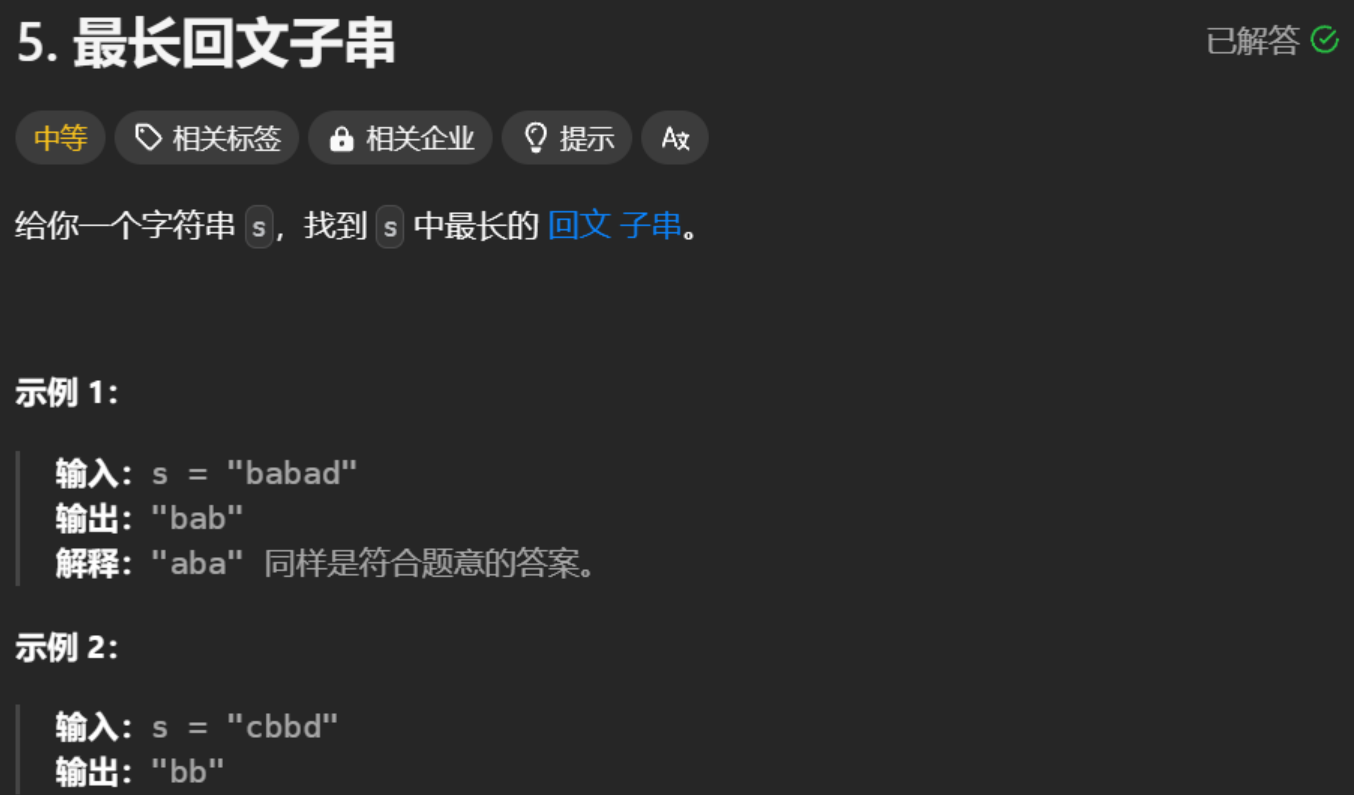 5. 最长回文子串
已解答
中等 相关标签 相关企业 提示
给你一个字符串 s，找到 s 中最长的 回文 子串。
示例 1：
输入：s = "babad"
输出："bab"
解释："aba" 同样是符合题意的答案。
示例 2：
输入：s = "cbbd"
输出："bb"